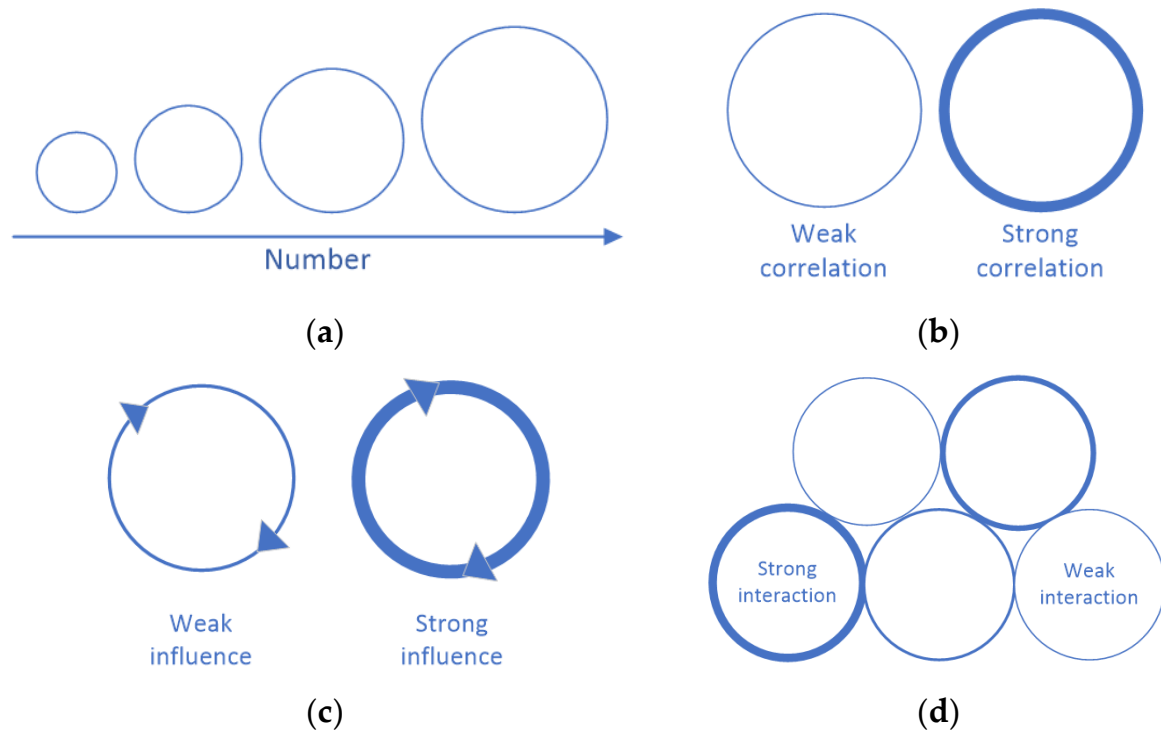 Number
(a)
Weak
correlation
Strong
correlation
(b)
Weak
influence
Strong
influence
(c)
Strong
interaction
Weak
interaction
(d)